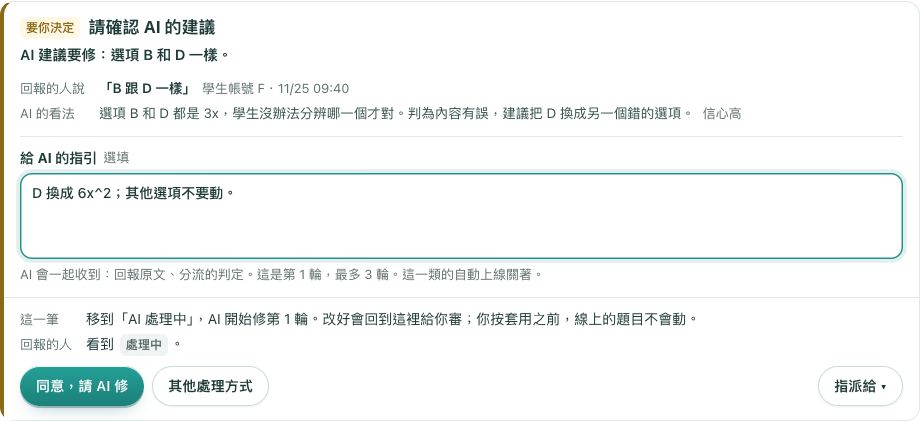 要你決定 請確認 AI 的建議
AI 建議要修：選項 B 和 D 一樣。
回報的人說 「B 跟 D 一樣」 學生帳號 F · 11/25 09:40
AI 的看法 選項 B 和 D 都是 3x，學生沒辦法分辨哪一個才對。判為內容有誤，建議把 D 換成另一個錯的選項。 信心高
給 AI 的指引 選填
D 換成 6x^2；其他選項不要動。
AI 會一起收到：回報原文、分流的判定。這是第 1 輪，最多 3 輪。這一類的自動上線關著。
這一筆 移到「AI 處理中」，AI 開始修第 1 輪。改好會回到這裡給你審；你按套用之前，線上的題目不會動。
回報的人 看到 處理中 。
同意，請 AI 修 其他處理方式 指派給 ▾